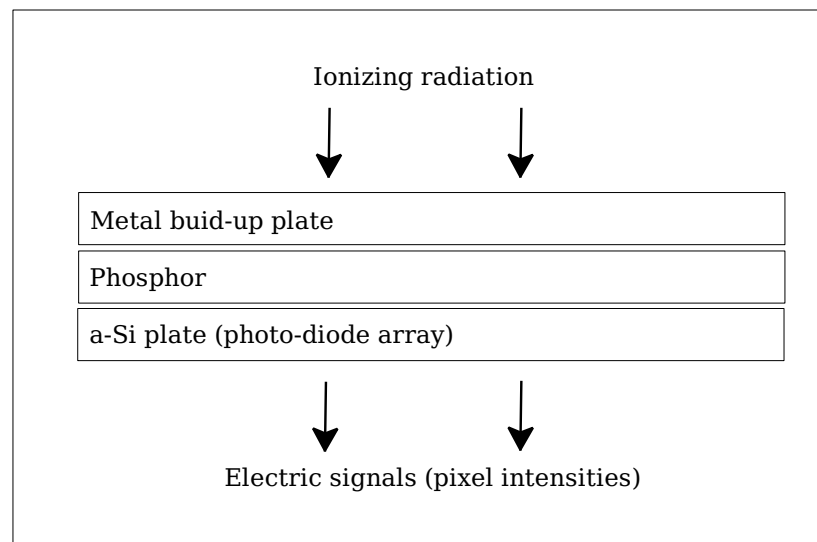 Ionizing radiation
Metal buid-up plate
Phosphor
a-Si plate (photo-diode array)
Electric signals (pixel intensities)